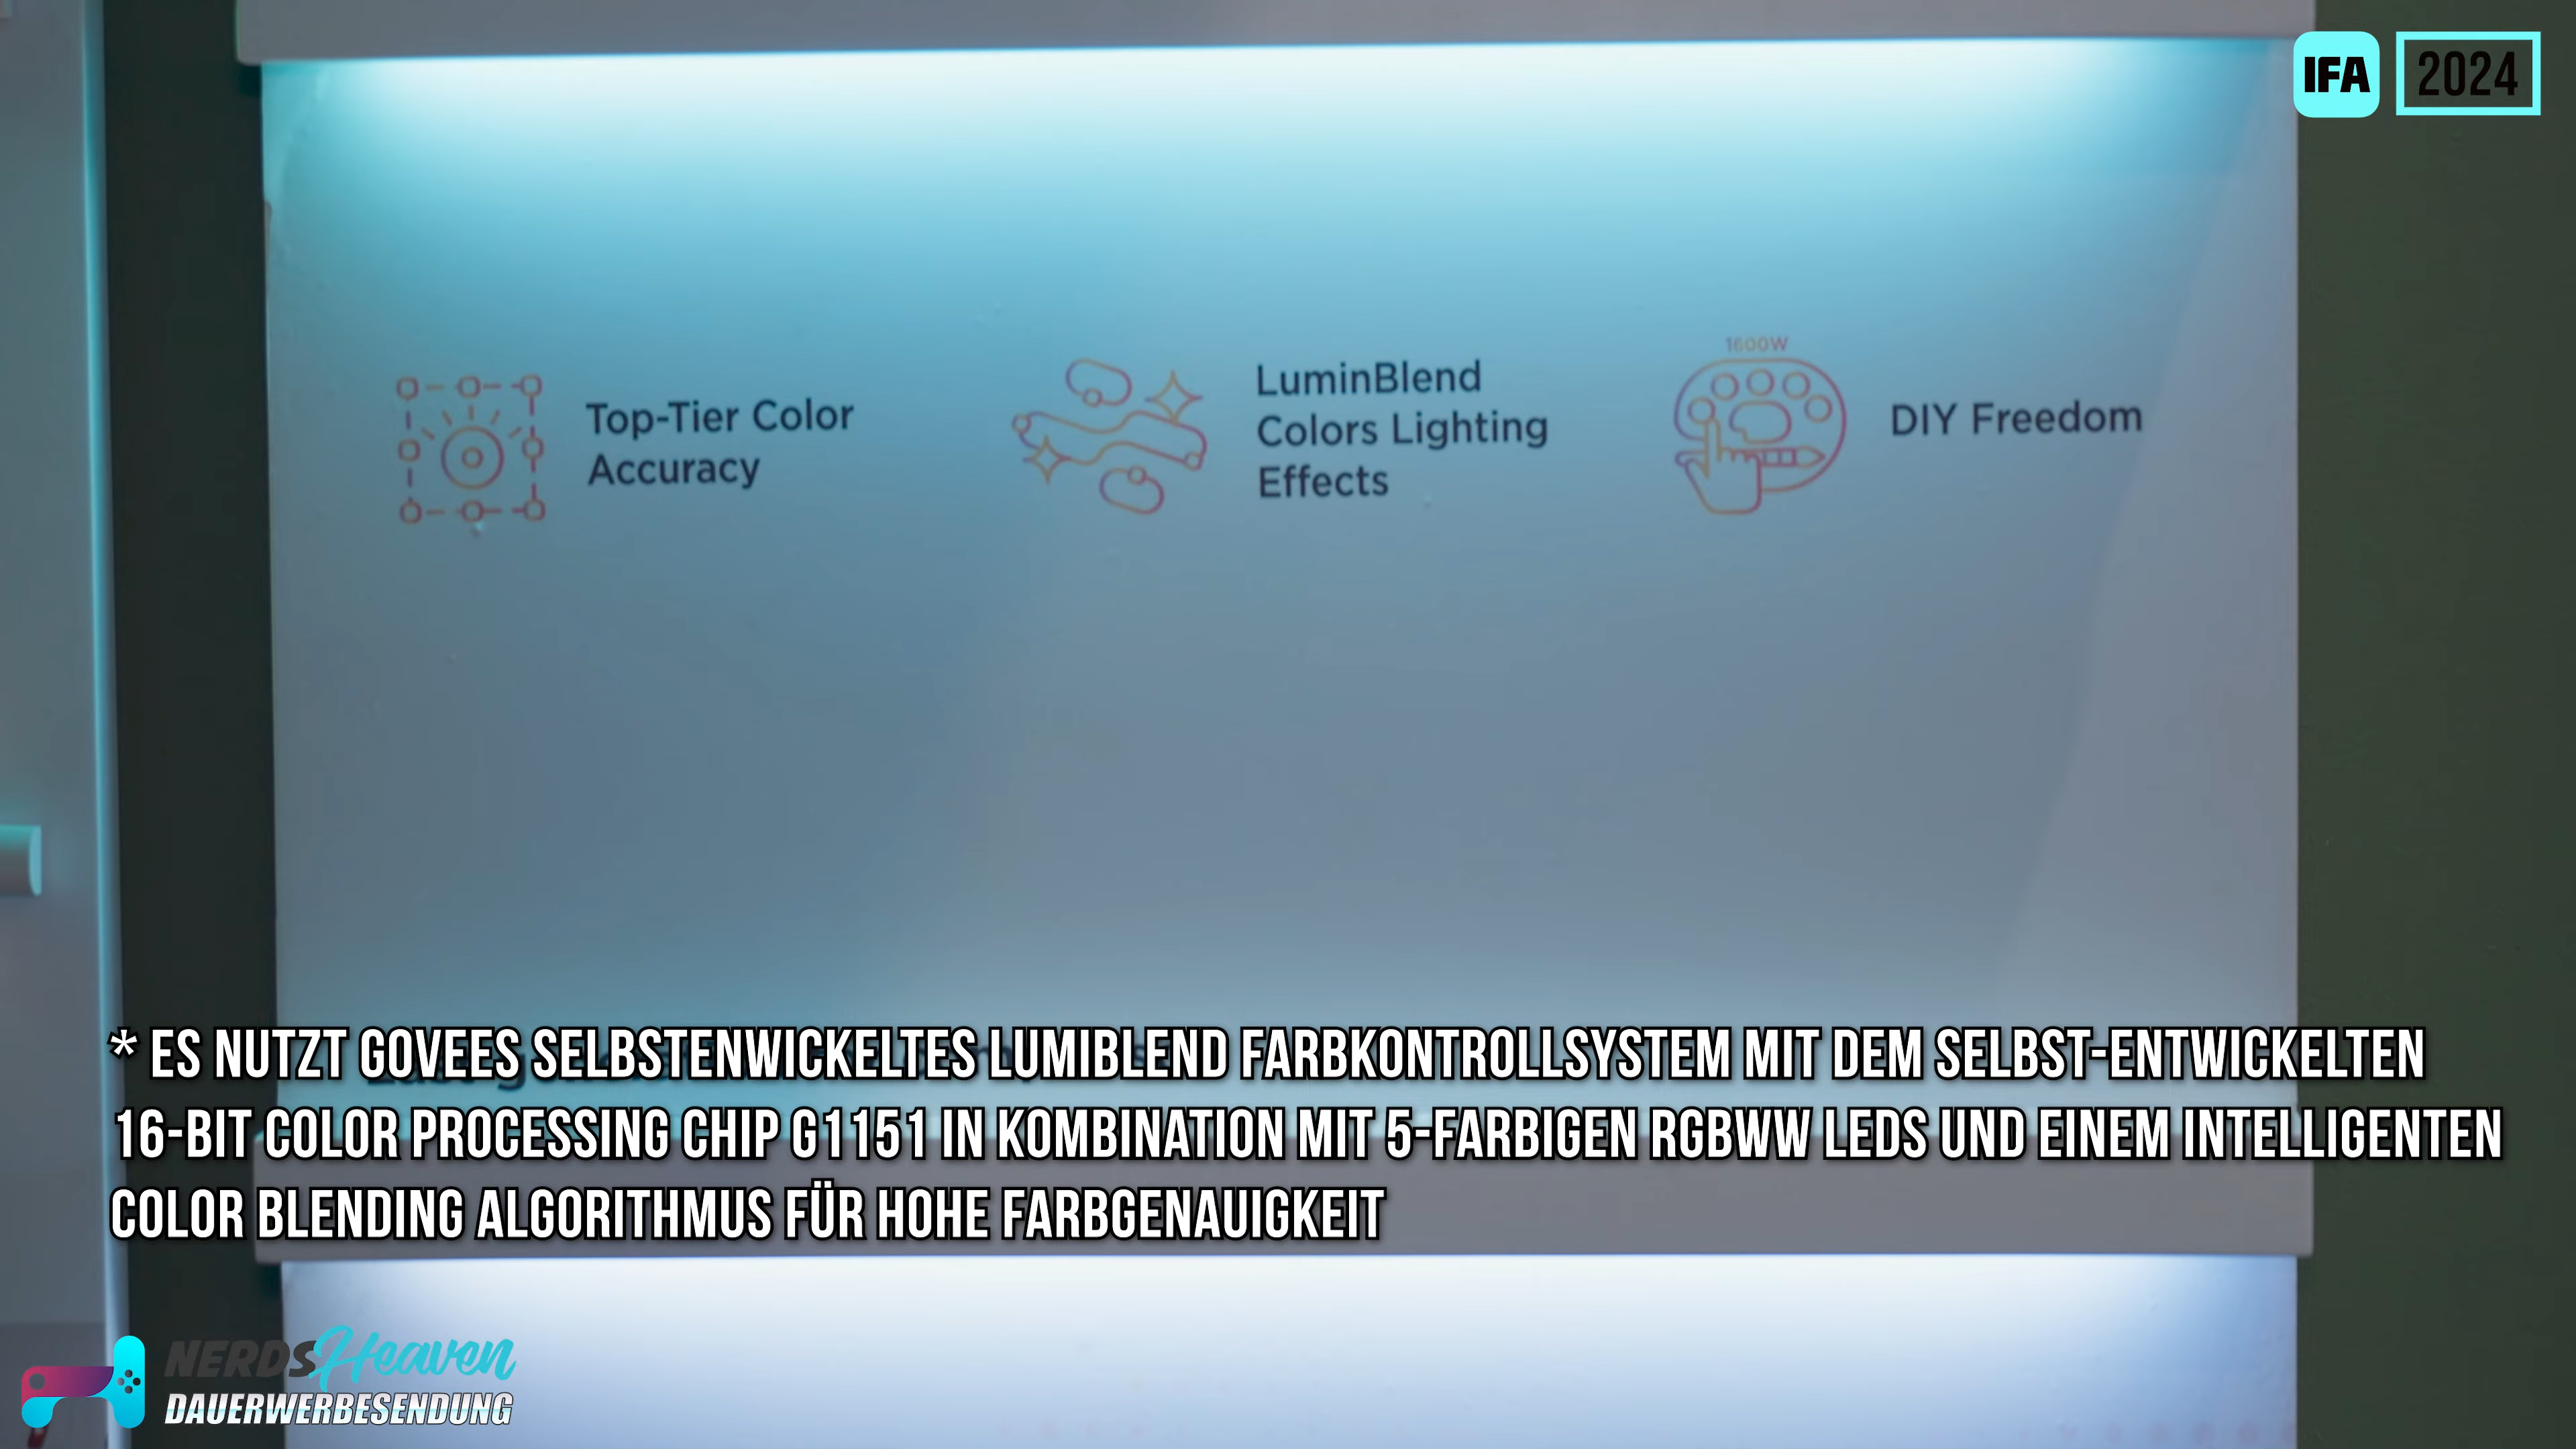 IFA 2024
1600W
Top-Tier Color
Accuracy
LuminBlend
Colors Lighting
Effects
DIY Freedom
* ES NUTZT GOVEES SELBSTENWICKELTES LUMIBLEND FARBKONTROLLSYSTEM MIT DEM SELBST-ENTWICKELTEN
16-BIT COLOR PROCESSING CHIP G1151 IN KOMBINATION MIT 5-FARBIGEN RGBWW LEDS UND EINEM INTELLIGENTEN
COLOR BLENDING ALGORITHMUS FÜR HOHE FARBGENAUIGKEIT
NERDSHeaven
DAUERWERBESENDUNG